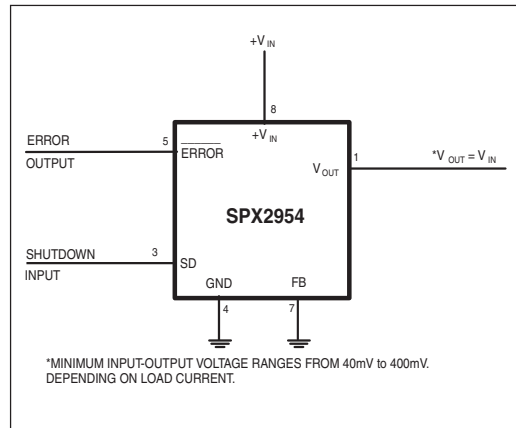 +V IN
8
+V IN
ERROR
OUTPUT
5
ERROR
1
V OUT
*V OUT = V IN
SPX2954
SHUTDOWN
INPUT
3
SD
GND
FB
4
7
*MINIMUM INPUT-OUTPUT VOLTAGE RANGES FROM 40mV to 400mV.
DEPENDING ON LOAD CURRENT.